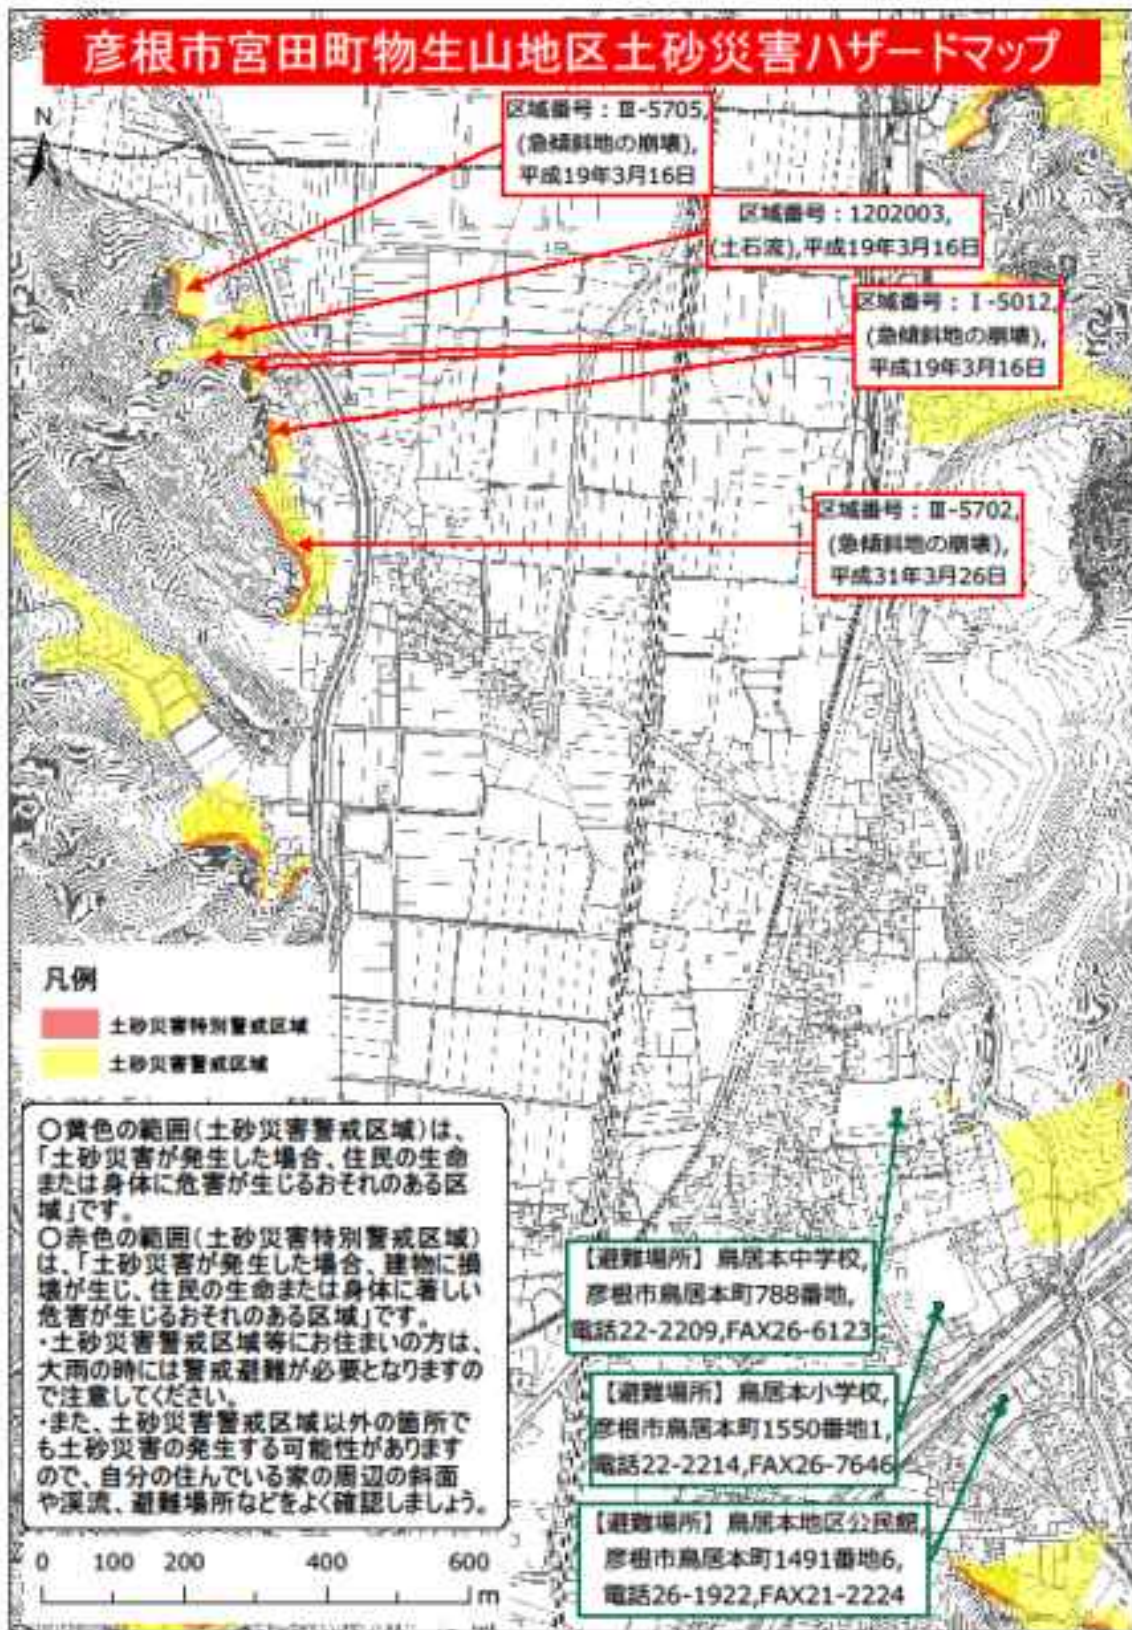 彦根市宮田町物生山地区土砂災害ハザードマップ
N
区域番号：Ⅲ-5705,
(急傾斜地の崩壊),
平成19年3月16日
区域番号：1202003,
(土石流),平成19年3月16日
区域番号：Ⅰ-5012,
(急傾斜地の崩壊),
平成19年3月16日
区域番号：Ⅲ-5702,
(急傾斜地の崩壊),
平成31年3月26日
凡例
土砂災害特別警戒区域
土砂災害警戒区域
○黄色の範囲(土砂災害警戒区域)は、
「土砂災害が発生した場合、住民の生命
または身体に危害が生じるおそれのある区
域」です。
○赤色の範囲(土砂災害特別警戒区域)
は、「土砂災害が発生した場合、建物に損
壊が生じ、住民の生命または身体に著しい
危害が生じるおそれのある区域」です。
・土砂災害警戒区域等にお住まいの方は、
大雨の時には警戒避難が必要となりますの
で注意してください。
・また、土砂災害警戒区域以外の箇所で
も土砂災害の発生する可能性があります
ので、自分の住んでいる家の周辺の斜面
や渓流、避難場所などをよく確認しましょう。
【避難場所】鳥居本中学校,
彦根市鳥居本町788番地,
電話22-2209,FAX26-6123
【避難場所】鳥居本小学校,
彦根市鳥居本町1550番地1,
電話22-2214,FAX26-7646
【避難場所】鳥居本地区公民館,
彦根市鳥居本町1491番地6,
電話26-1922,FAX21-2224
0 100 200 400 600
m